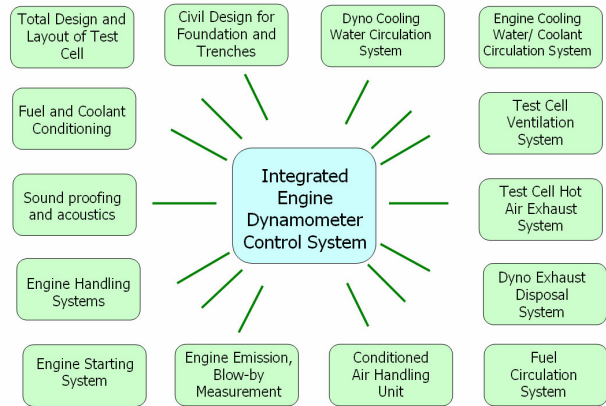 Total Design and
Layout of Test
Cell
Civil Design for
Foundation and
Trenches
Dyno Cooling
Water Circulation
System
Engine Cooling
Water/ Coolant
Circulation System
Fuel and Coolant
Conditioning
Test Cell
Ventilation
System
Integrated
Engine
Dynamometer
Control System
Sound proofing
and acoustics
Test Cell Hot
Air Exhaust
System
Engine Handling
Systems
Dyno Exhaust
Disposal
System
Engine Starting
System
Engine Emission,
Blow-by
Measurement
Conditioned
Air Handling
Unit
Fuel
Circulation
System